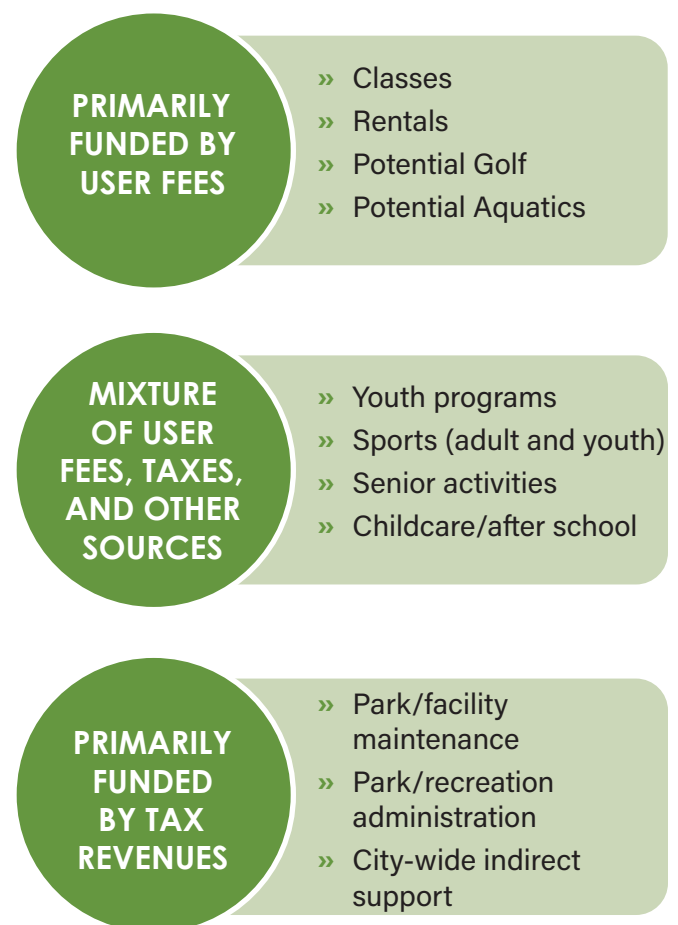 PRIMARILY
FUNDED BY
USER FEES
» Classes
» Rentals
» Potential Golf
» Potential Aquatics
MIXTURE
OF USER
FEES, TAXES,
AND OTHER
SOURCES
» Youth programs
» Sports (adult and youth)
» Senior activities
» Childcare/after school
PRIMARILY
FUNDED
BY TAX
REVENUES
» Park/facility
maintenance
» Park/recreation
administration
» City-wide indirect
support